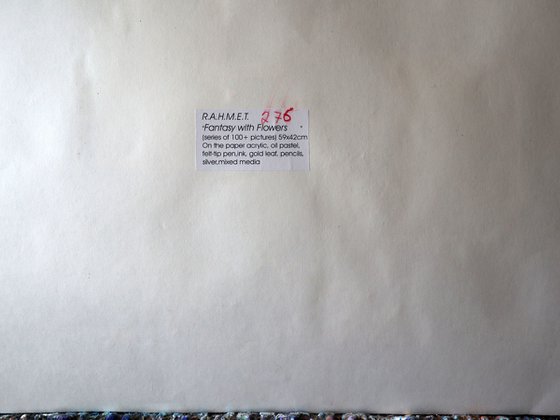 R.A.H.M.E.T. 276
"Fantasy with Flowers"
(series of 100+ pictures) 59x42cm
On the paper acrylic, oil pastel,
felt-tip pen,ink, gold leaf, pencils,
silver,mixed media